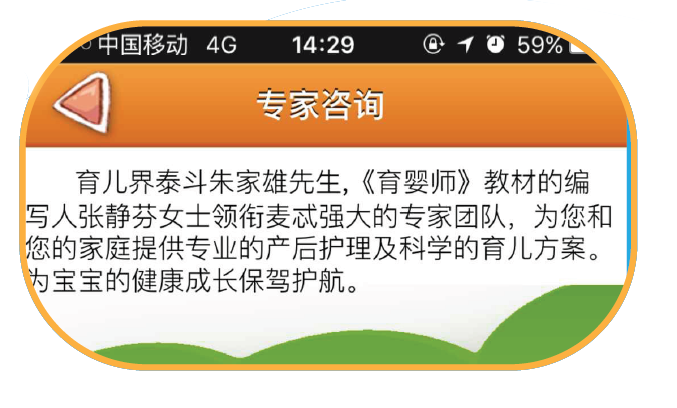 中国移动 4G 14:29 59%
专家咨询
育儿界泰斗朱家雄先生,《育婴师》教材的编
写人张静芬女士领衔麦忒强大的专家团队，为您和
您的家庭提供专业的产后护理及科学的育儿方案。
为宝宝的健康成长保驾护航。